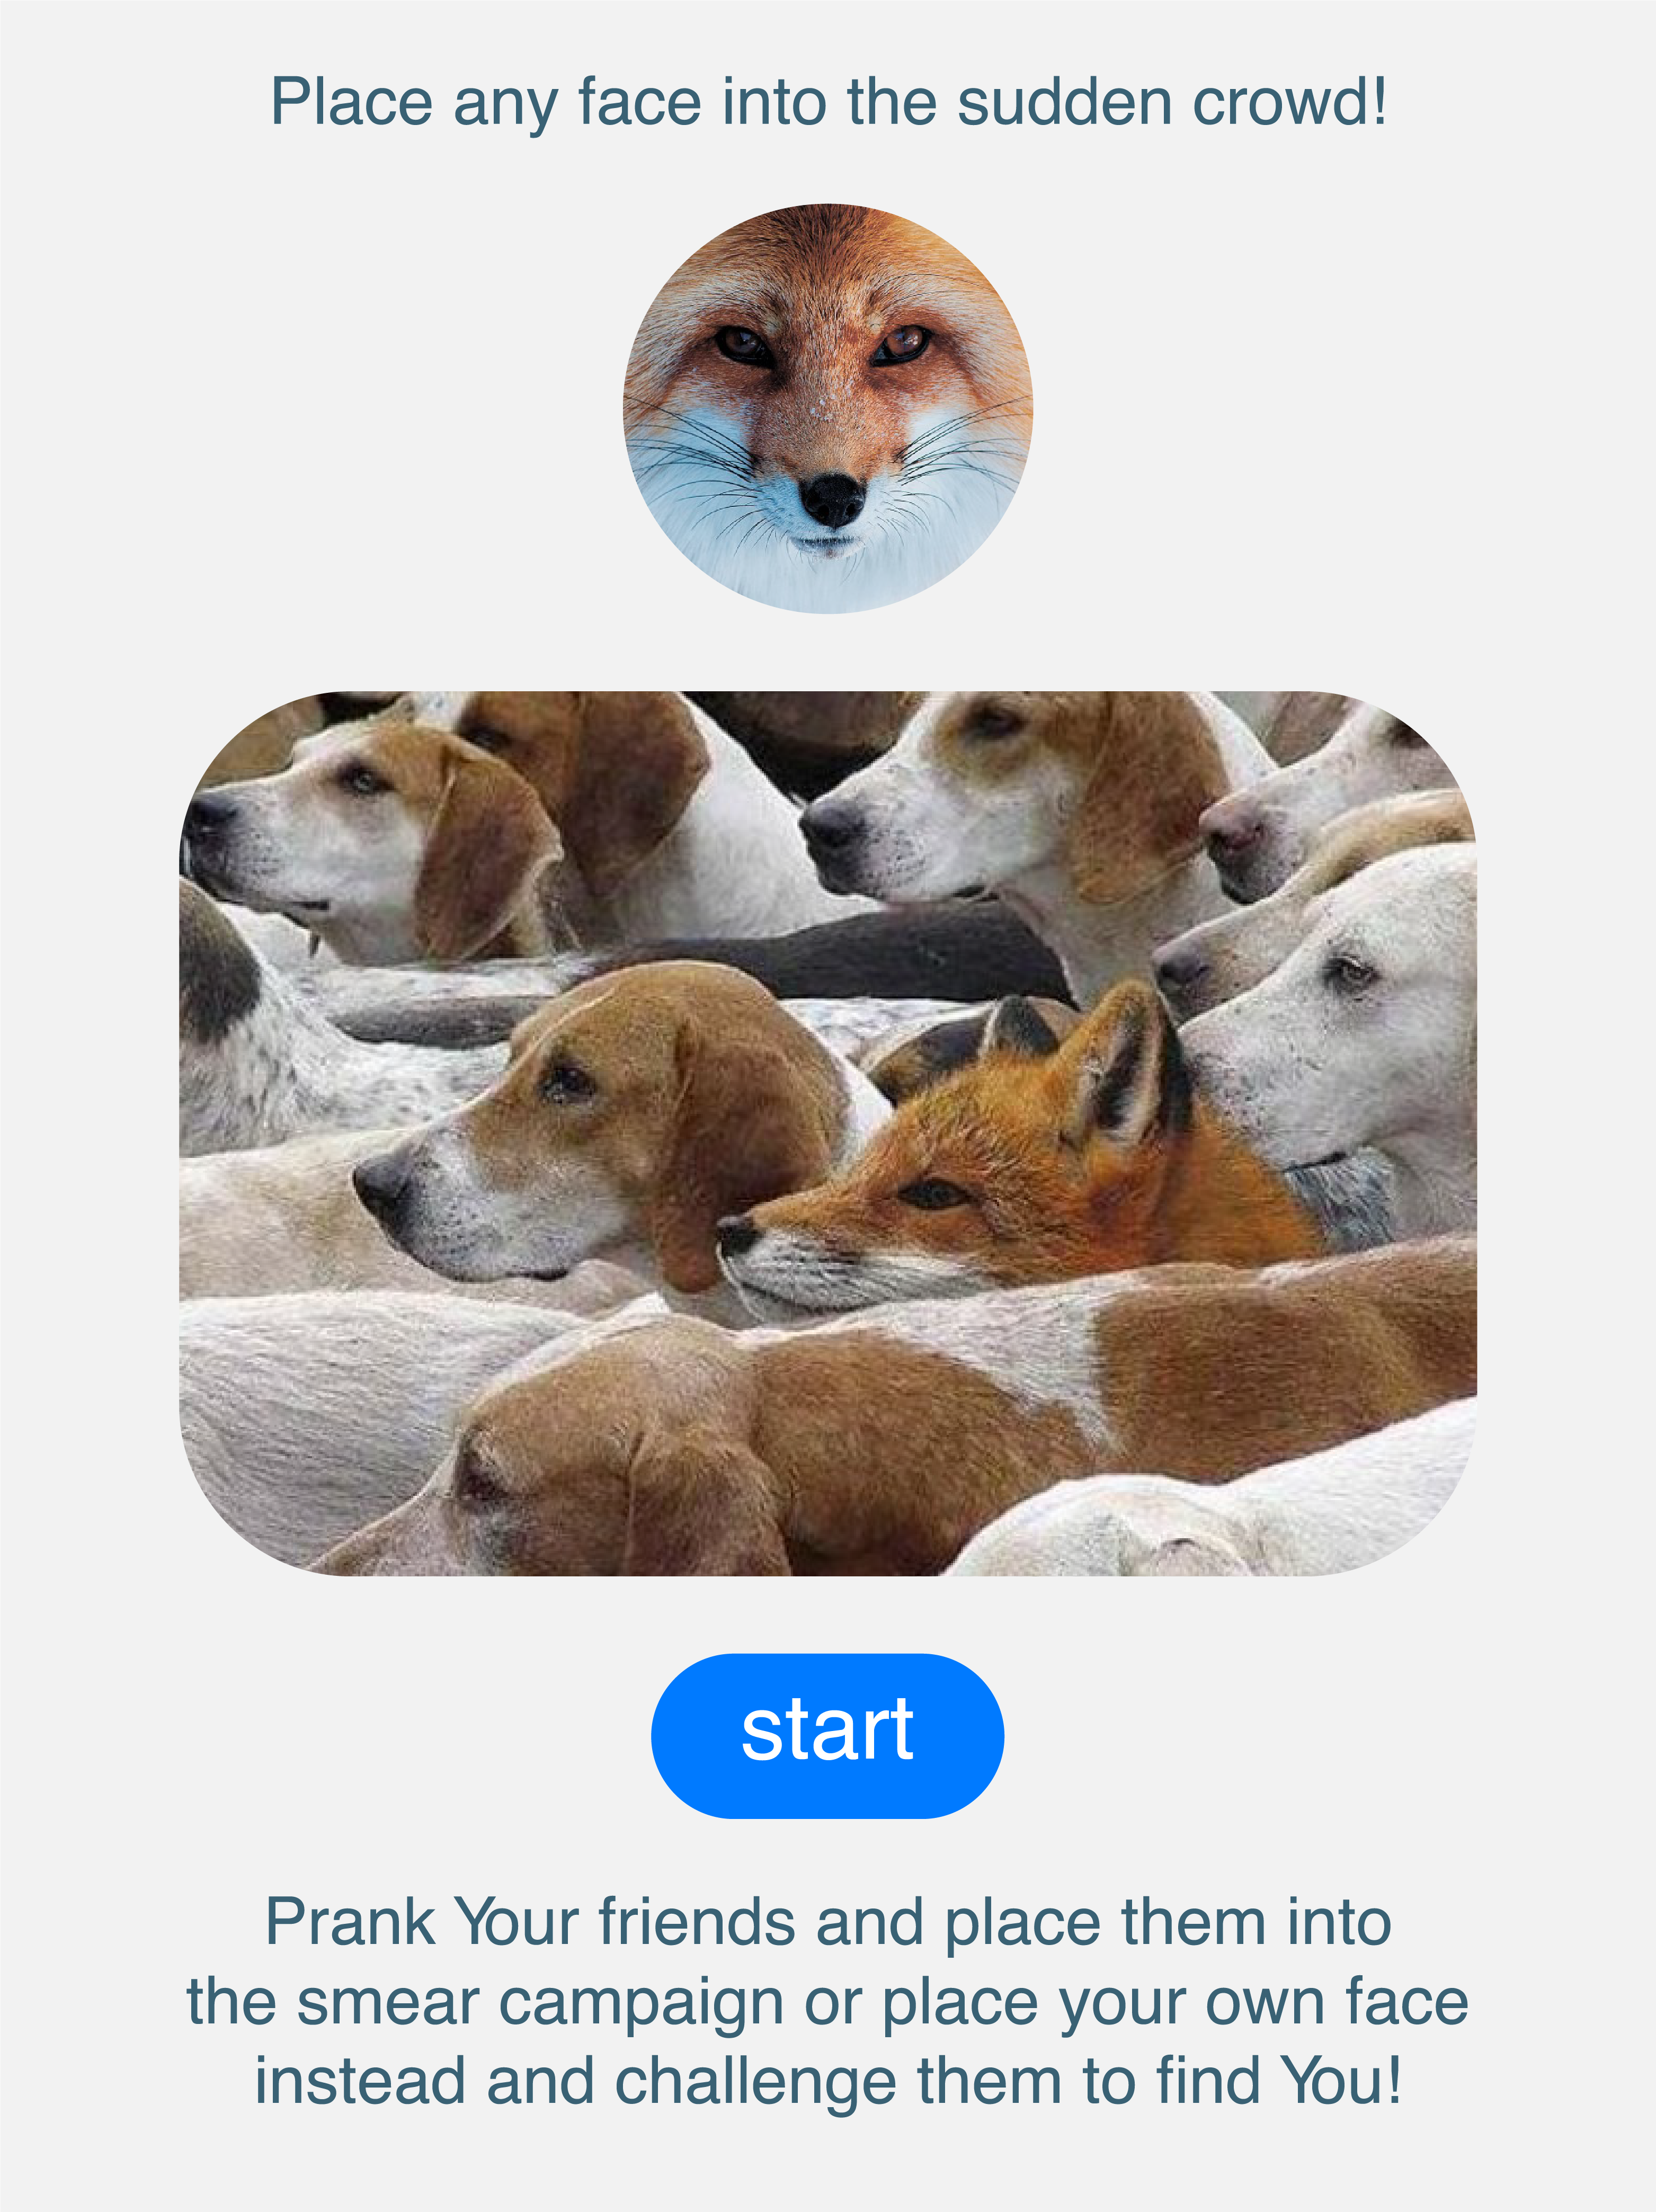 Place any face into the sudden crowd!
start
Prank Your friends and place them into
the smear campaign or place your own face
instead and challenge them to find You!